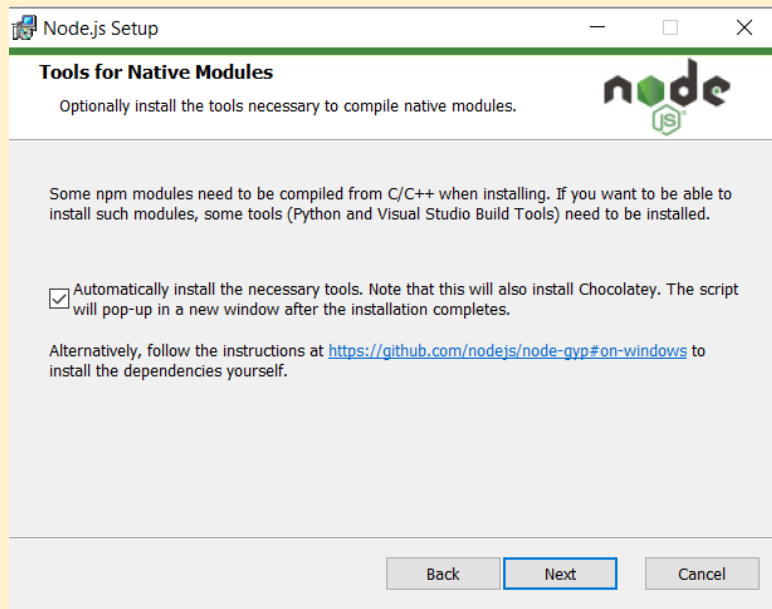 Node.js Setup
Tools for Native Modules
Optionally install the tools necessary to compile native modules.
node
JS
Some npm modules need to be compiled from C/C++ when installing. If you want to be able to
install such modules, some tools (Python and Visual Studio Build Tools) need to be installed.
Automatically install the necessary tools. Note that this will also install Chocolatey. The script
will pop-up in a new window after the installation completes.
Alternatively, follow the instructions at https://github.com/nodejs/node-gyp#on-windows to
install the dependencies yourself.
Back Next Cancel